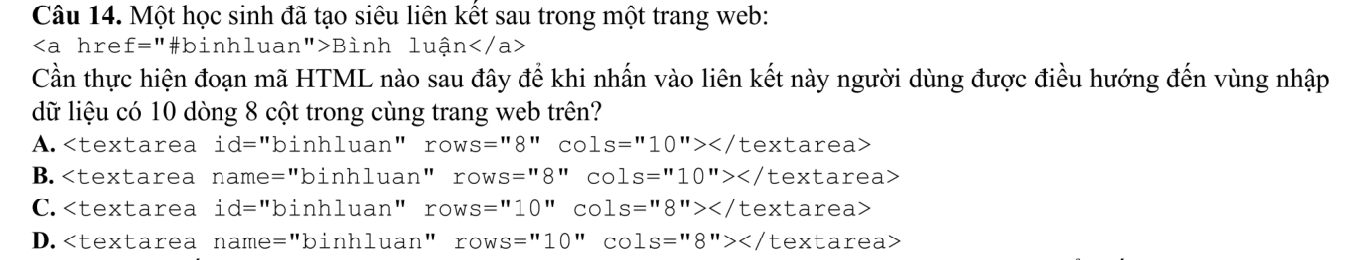 Câu 14. Một học sinh đã tạo siêu liên kết sau trong một trang web:
<a href="#binhluan">Bình luận</a>
Cần thực hiện đoạn mã HTML nào sau đây để khi nhấn vào liên kết này người dùng được điều hướng đến vùng nhập
dữ liệu có 10 dòng 8 cột trong cùng trang web trên?
A. <textarea id="binhluan" rows="8" cols="10"></textarea>
B. <textarea name="binhluan" rows="8" cols="10"></textarea>
C. <textarea id="binhluan" rows="10" cols="8"></textarea>
D. <textarea name="binhluan" rows="10" cols="8"></textarea>